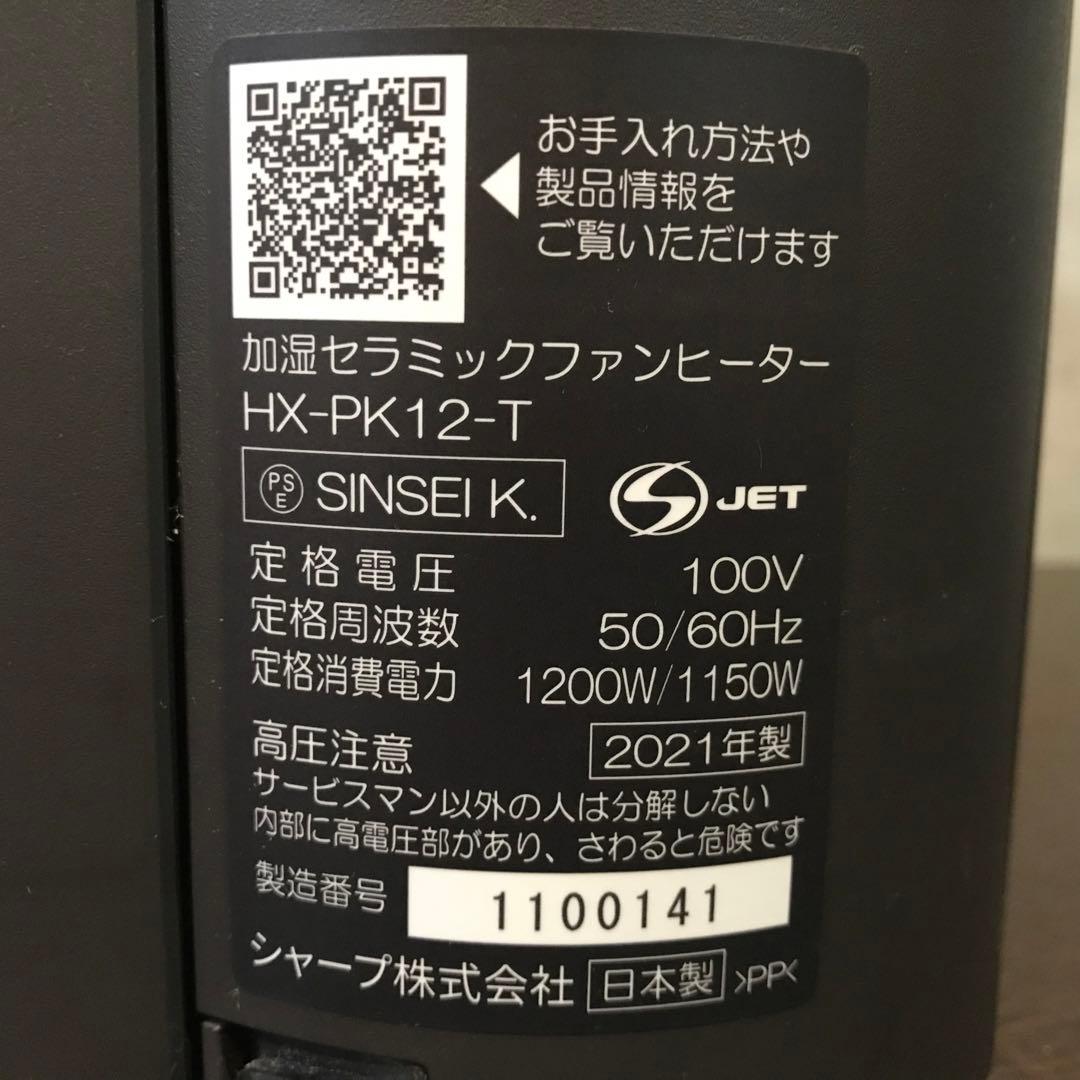 お手入れ方法や
製品情報を
ご覧いただけます
加湿セラミックファンヒーター
HX-PK12-T
PSE SINSEI K.
S JET
定格電圧 100V
定格周波数 50/60Hz
定格消費電力 1200W/1150W
高圧注意 2021年製
サービスマン以外の人は分解しない
内部に高電圧部があり、さわると危険です
製造番号 1100141
シャープ株式会社 日本製 >PP<